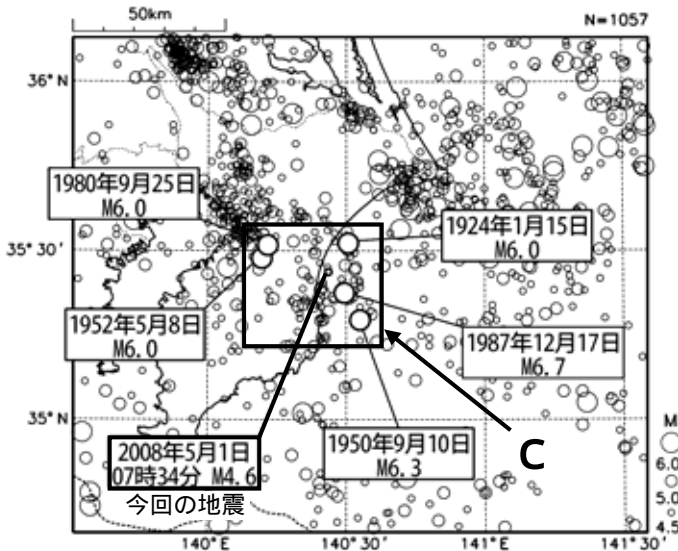 50km
N=1057
36°N
1980年9月25日
M6.0
1924年1月15日
M6.0
35°30'
1952年5月8日
M6.0
1987年12月17日
M6.7
35°N
C
2008年5月1日
07時34分 M4.6
今回の地震
1950年9月10日
M6.3
M
6.0
5.0
4.5
140°E
140°30'
141°E
141°30'